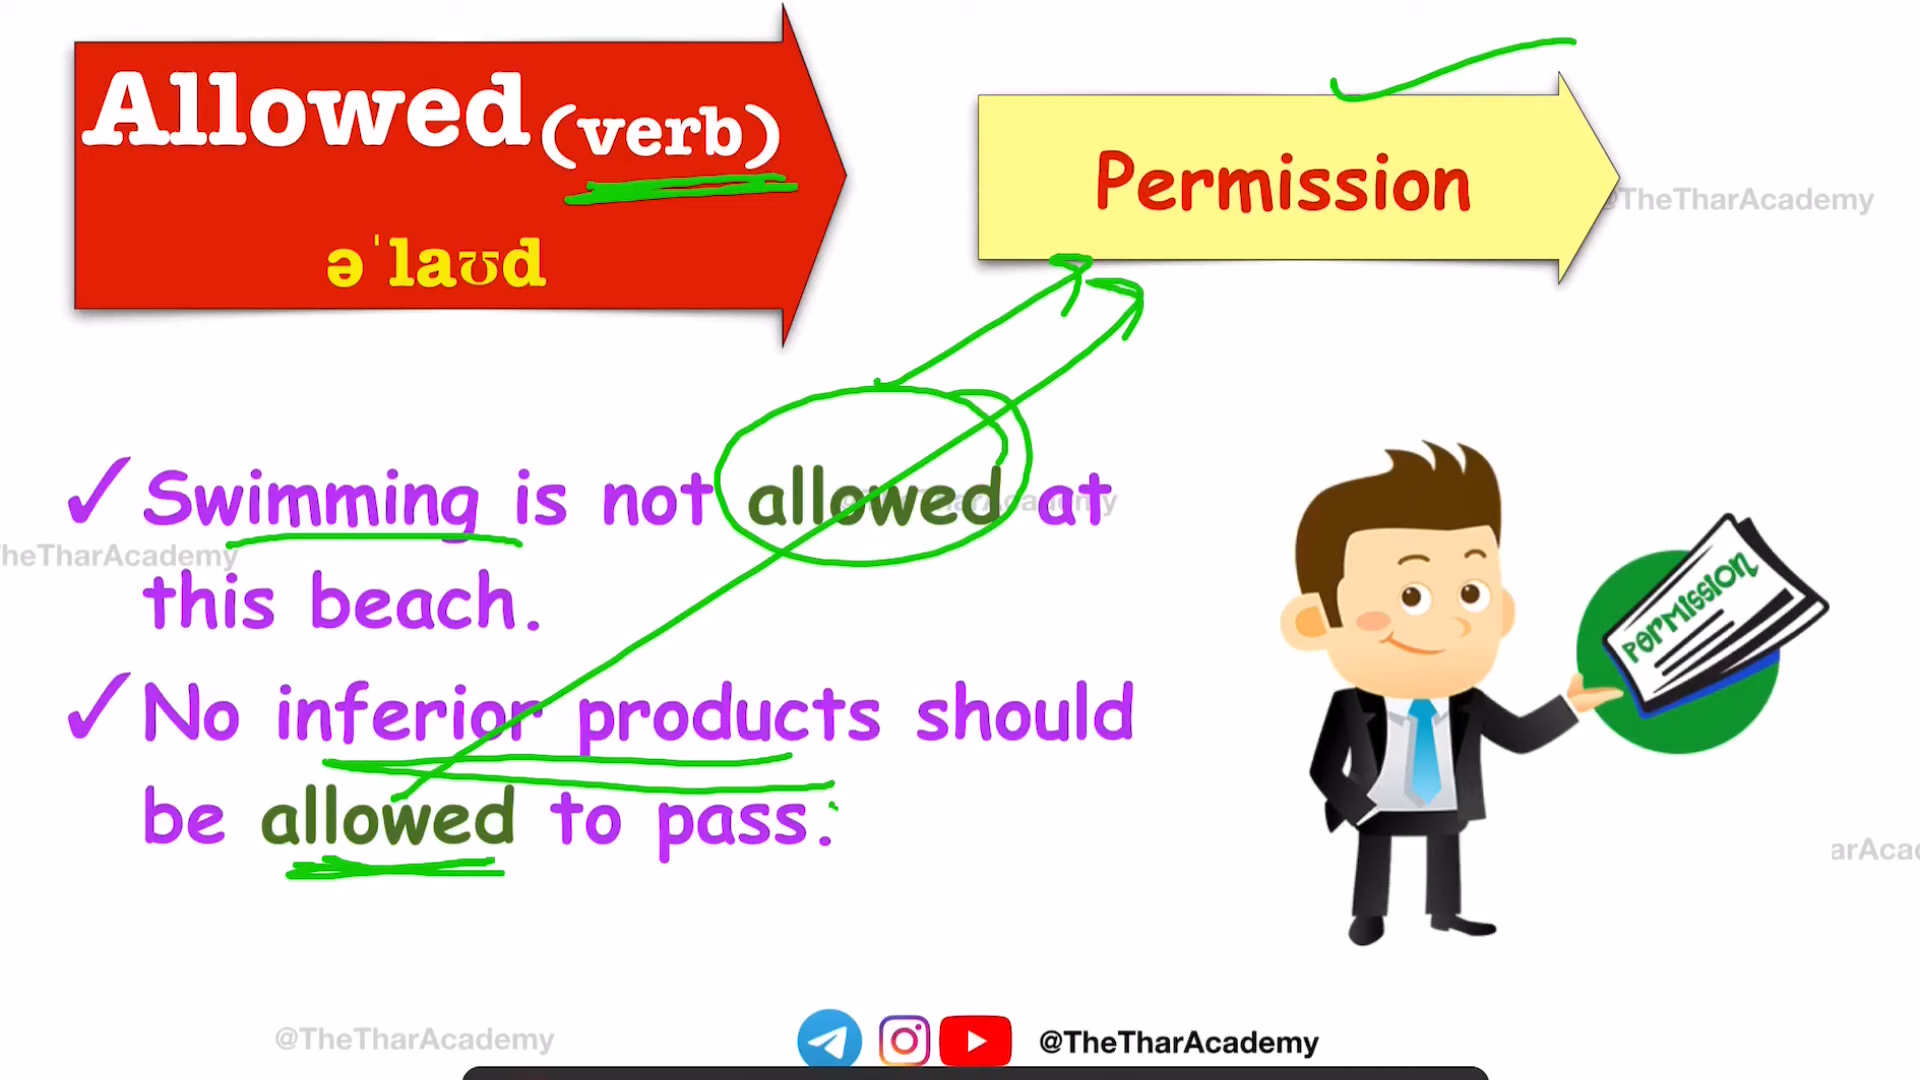 Allowed (verb)
əˈlaʊd
Permission
@TheTharAcademy
✓ Swimming is not allowed at
this beach.
TheTharAcademy
✓ No inferior products should
be allowed to pass.
Permission
@TheTharAcademy
@TheTharAcademy